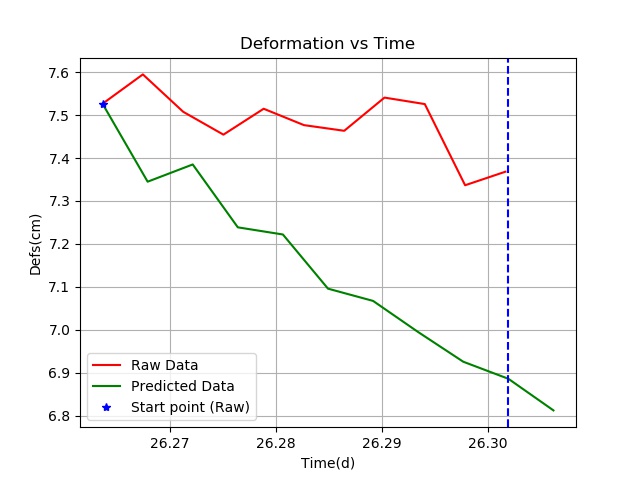 Deformation vs Time
7.6
7.5
7.4
7.3
7.2
7.1
7.0
6.9
6.8
Defs(cm)
Raw Data
Predicted Data
Start point (Raw)
26.27
26.28
26.29
26.30
Time(d)